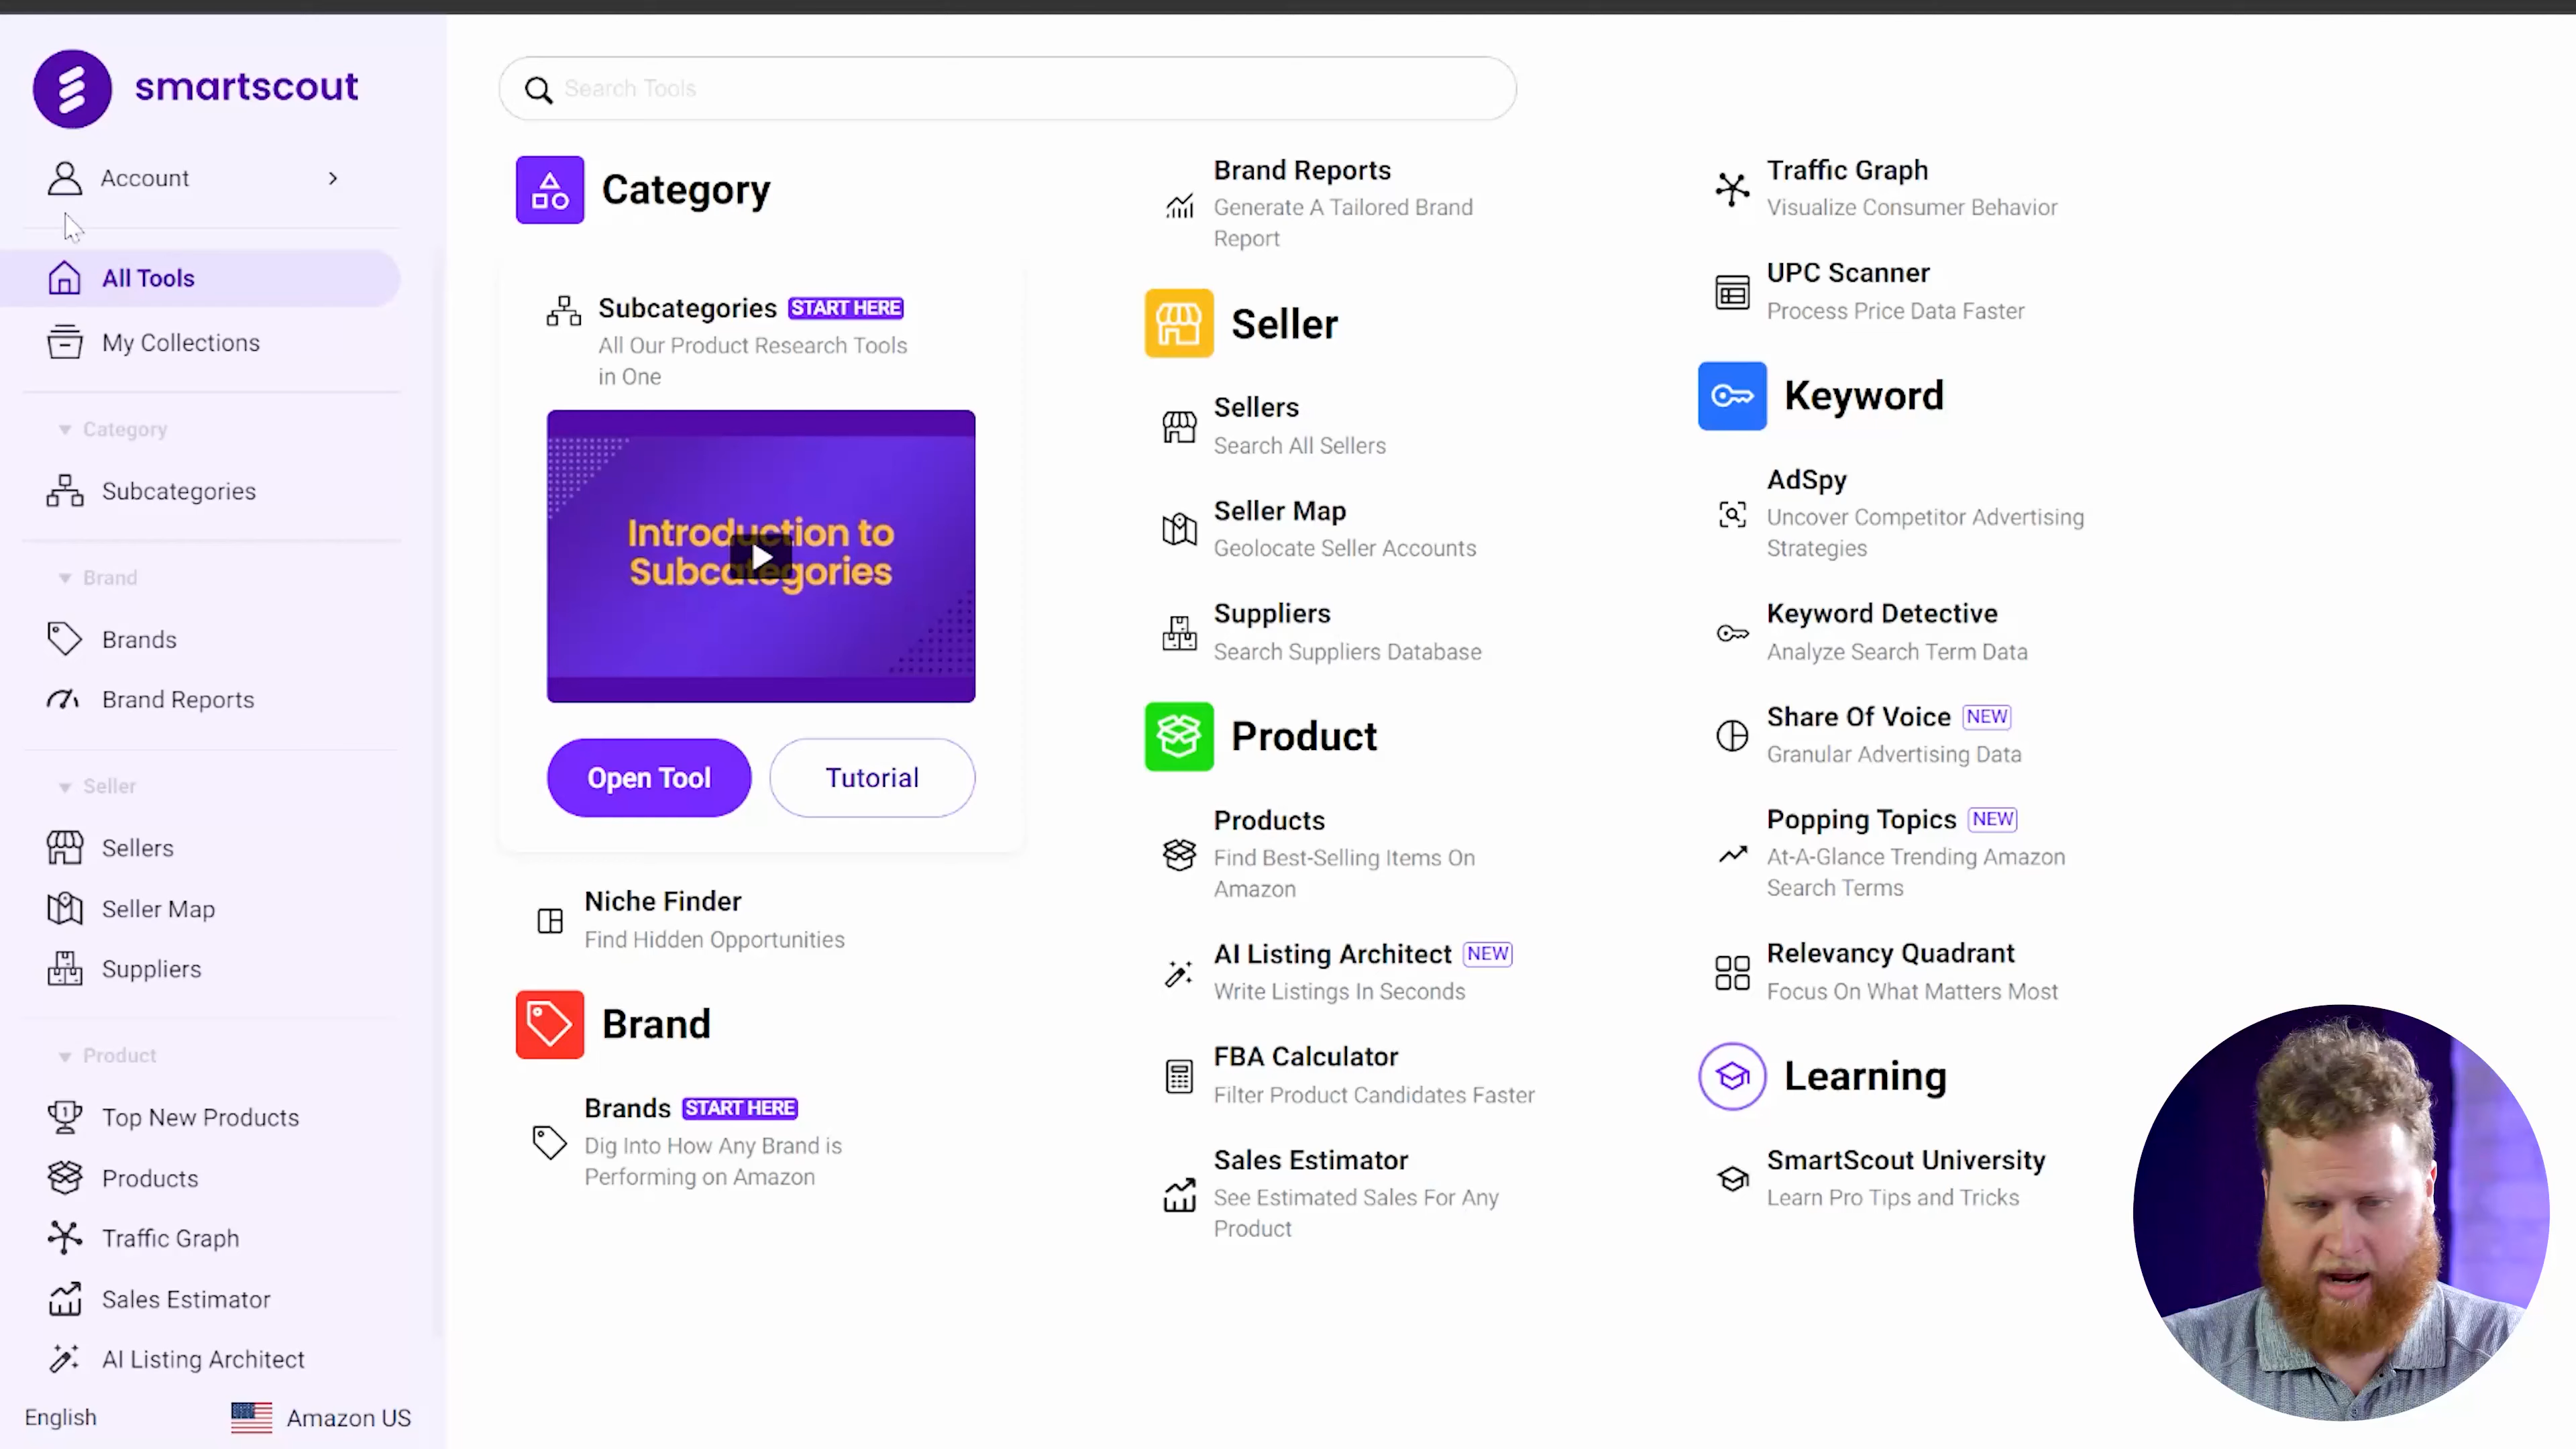 smartscout
Account
All Tools
My Collections
Category
Subcategories
Brand
Brands
Brand Reports
Seller
Sellers
Seller Map
Suppliers
Product
Top New Products
Products
Traffic Graph
Sales Estimator
AI Listing Architect
English
Amazon US
Search Tools
Category
Subcategories START HERE
All Our Product Research Tools
in One
Introduction to
Subcategories
Open Tool
Tutorial
Niche Finder
Find Hidden Opportunities
Brand
Brands START HERE
Dig Into How Any Brand is
Performing on Amazon
Brand Reports
Generate A Tailored Brand
Report
Seller
Sellers
Search All Sellers
Seller Map
Geolocate Seller Accounts
Suppliers
Search Suppliers Database
Product
Products
Find Best-Selling Items On
Amazon
AI Listing Architect NEW
Write Listings In Seconds
FBA Calculator
Filter Product Candidates Faster
Sales Estimator
See Estimated Sales For Any
Product
Traffic Graph
Visualize Consumer Behavior
UPC Scanner
Process Price Data Faster
Keyword
AdSpy
Uncover Competitor Advertising
Strategies
Keyword Detective
Analyze Search Term Data
Share Of Voice NEW
Granular Advertising Data
Popping Topics NEW
At-A-Glance Trending Amazon
Search Terms
Relevancy Quadrant
Focus On What Matters Most
Learning
SmartScout University
Learn Pro Tips and Tricks